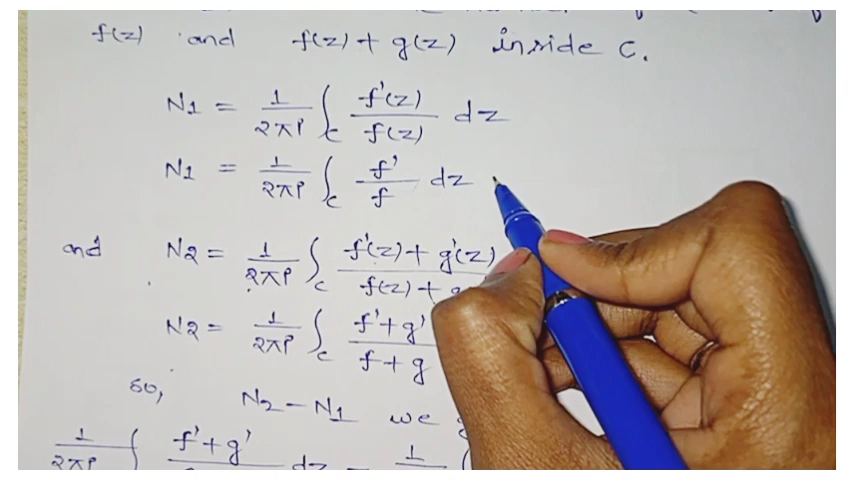 f(z) and f(z) + g(z) inside C.
N1 = 1/2πi ∫c f'(z)/f(z) dz
N1 = 1/2πi ∫c f'/f dz
and N2 = 1/2πi ∫c f'(z) + g'(z)/f(z) +
N2 = 1/2πi ∫c f' + g'/f + g
so, N2 - N1 we
1/2πi ∫ f' + g' dz - 1